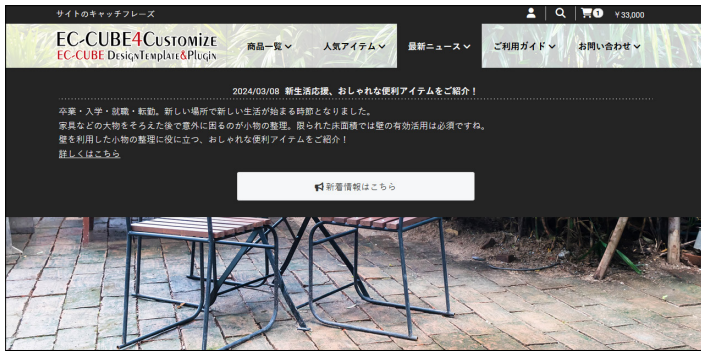 サイトのキャッチフレーズ
1 ￥33,000
EC-CUBE4CUSTOMIZE
EC-CUBE DESIGNTEMPLATE&PLUGIN
商品一覧 人気アイテム 最新ニュース ご利用ガイド お問い合わせ
2024/03/08 新生活応援、おしゃれな便利アイテムをご紹介！
卒業・入学・就職・転勤。新しい場所で新しい生活が始まる時節となりました。
家具などの大物をそろえた後で意外に困るのが小物の整理。限られた床面積では壁の有効活用は必須ですね。
壁を利用した小物の整理に役に立つ、おしゃれな便利アイテムをご紹介！
詳しくはこちら
新着情報はこちら